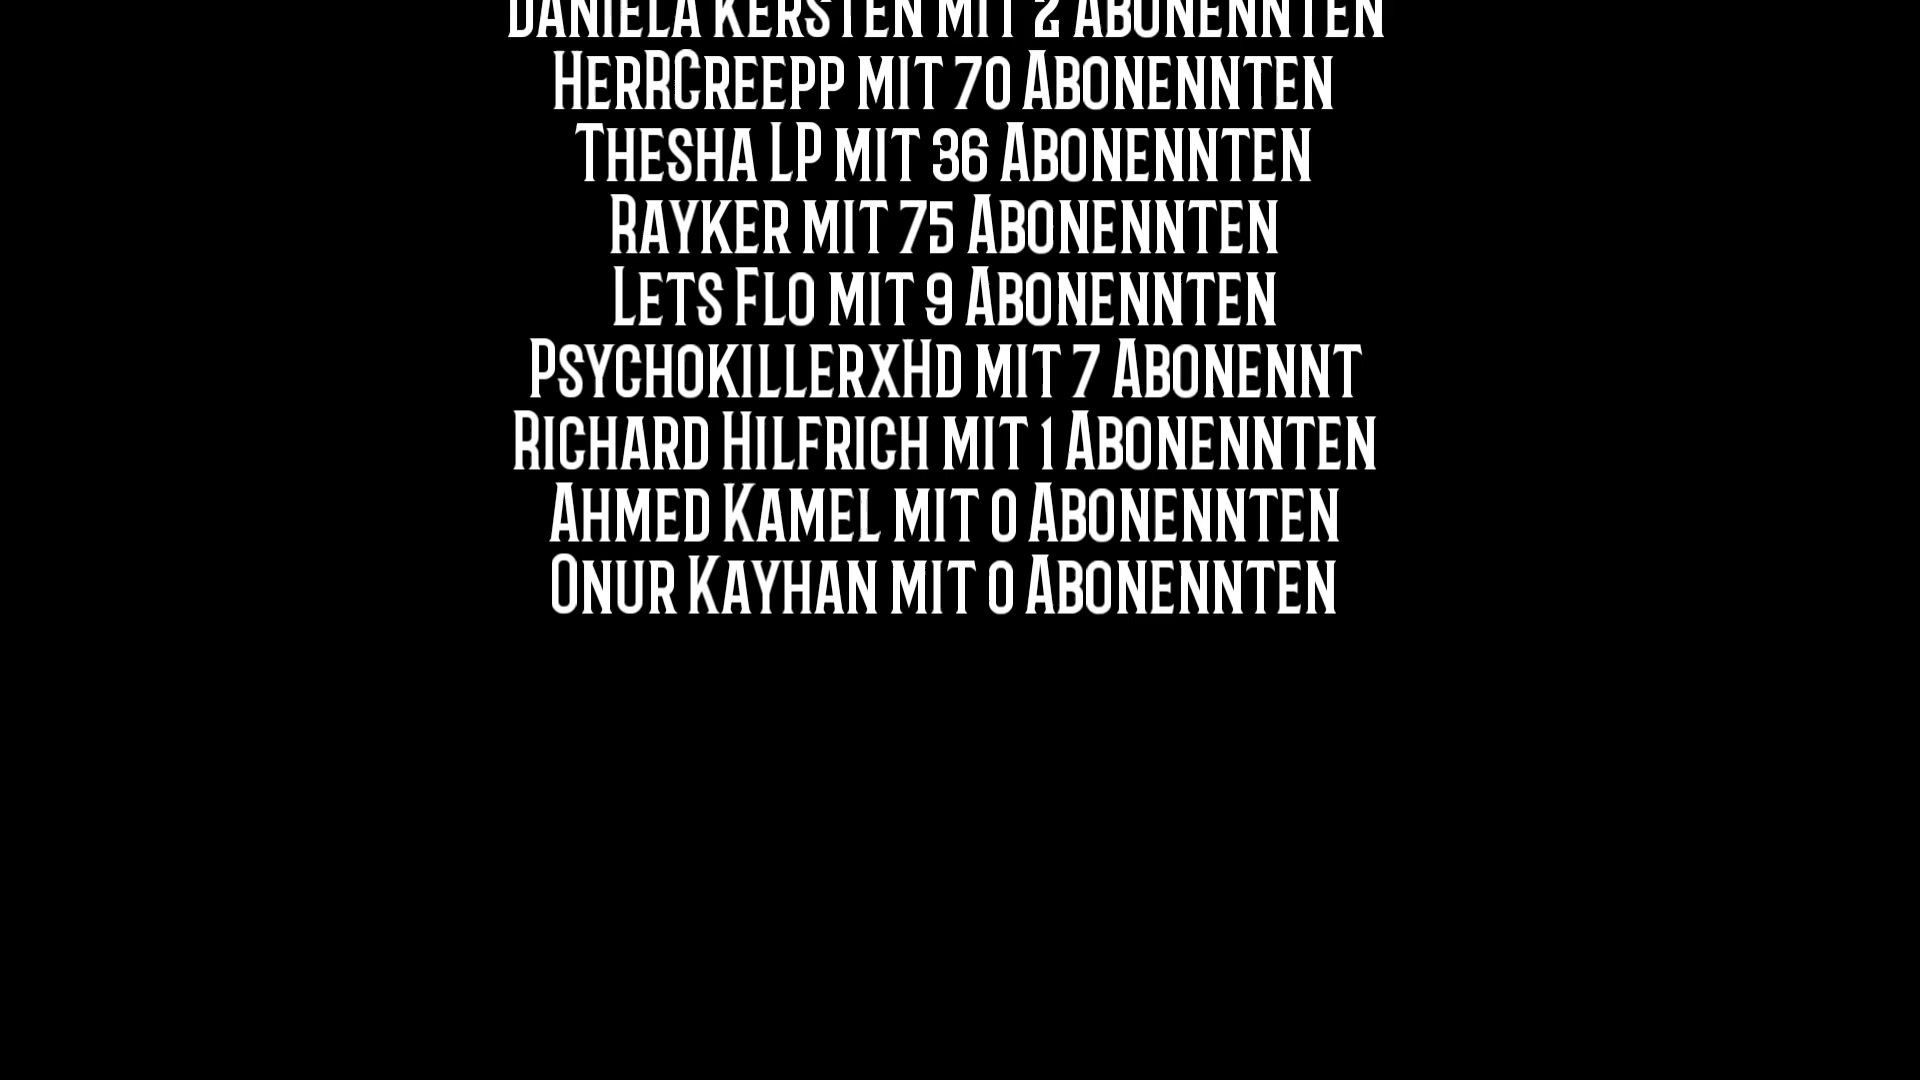 Daniela Kersten mit 2 Abonennten
HerRCreepp mit 70 Abonennten
Thesha LP mit 36 Abonennten
Rayker mit 75 Abonennten
Lets Flo mit 9 Abonennten
PsychokillerxHd mit 7 Abonennt
Richard Hilfrich mit 1 Abonennten
Ahmed Kamel mit 0 Abonennten
Onur Kayhan mit 0 Abonennten